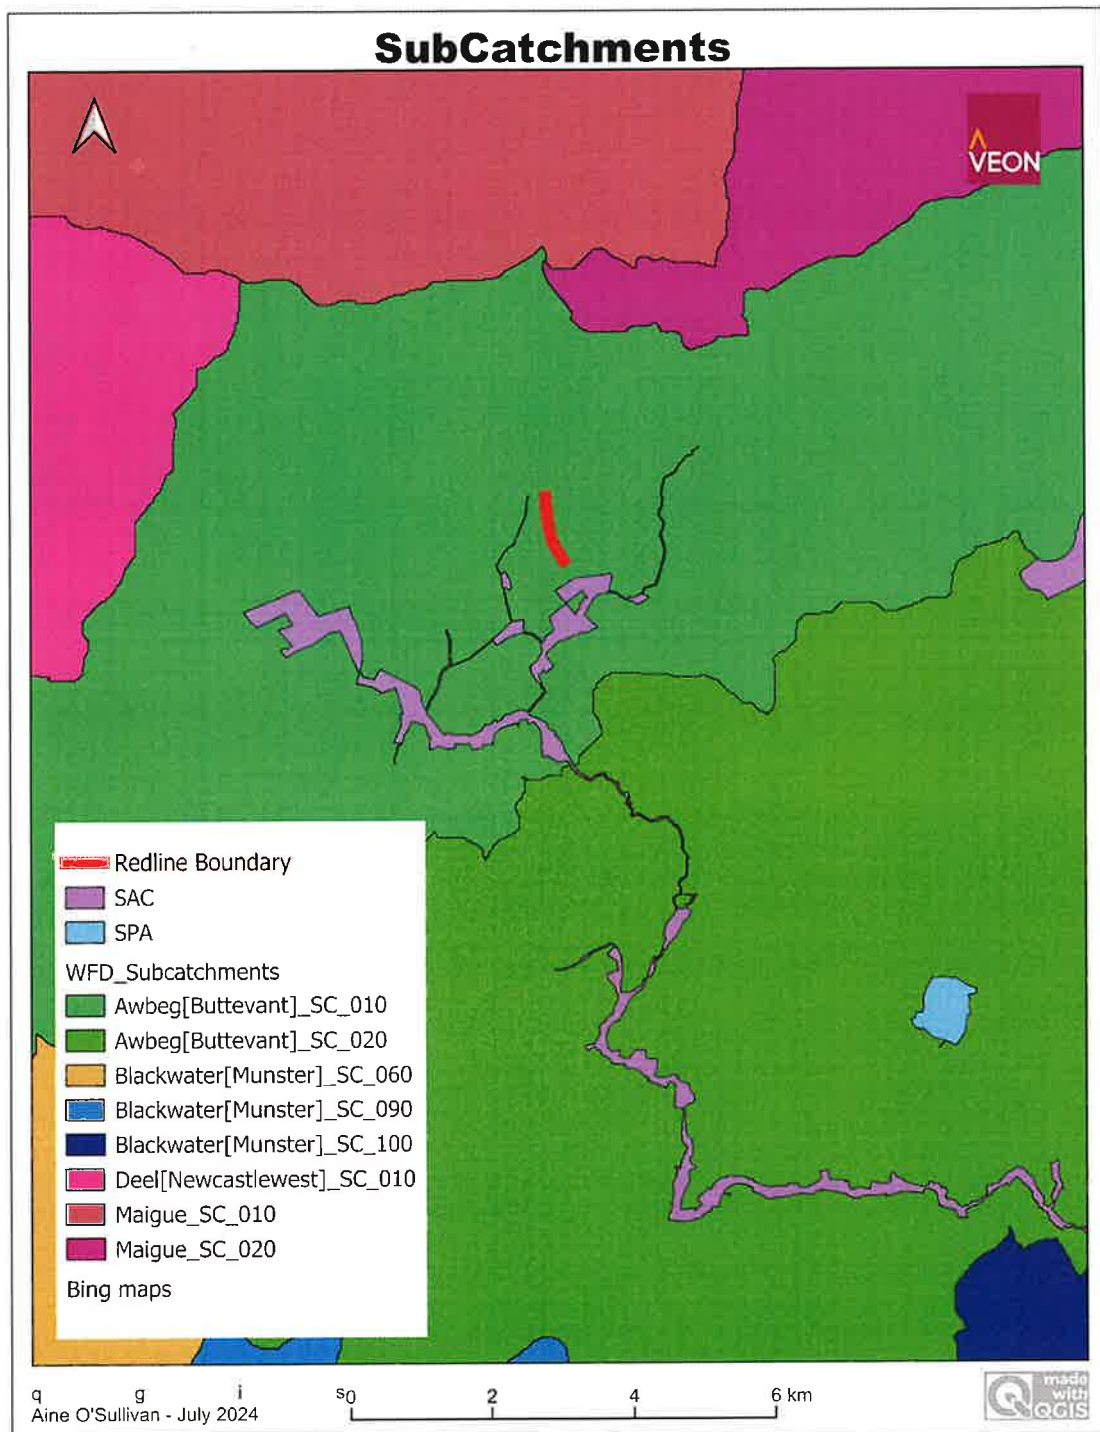 SubCatchments
VEON
Redline Boundary
SAC
SPA
WFD_Subcatchments
Awbeg[Buttevant]_SC_010
Awbeg[Buttevant]_SC_020
Blackwater[Munster]_SC_060
Blackwater[Munster]_SC_090
Blackwater[Munster]_SC_100
Deel[Newcastlewest]_SC_010
Maigue_SC_010
Maigue_SC_020
Bing maps
q g i s 0 2 4 6 km
Aine O'Sullivan - July 2024
made
with
QGIS